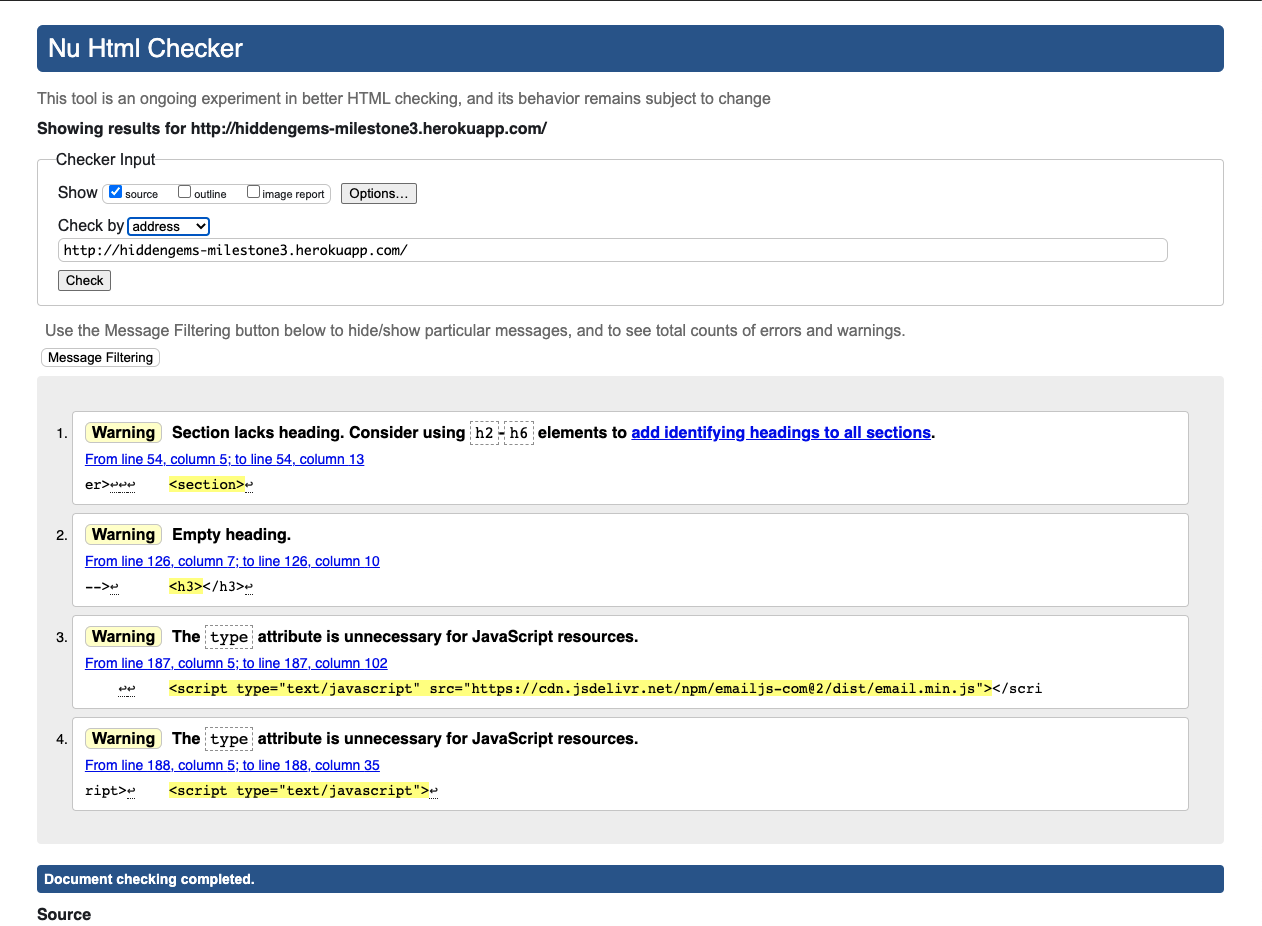 Nu Html Checker
This tool is an ongoing experiment in better HTML checking, and its behavior remains subject to change
Showing results for http://hiddengems-milestone3.herokuapp.com/
Checker Input
Show source outline image report Options...
Check by address
http://hiddengems-milestone3.herokuapp.com/
Check
Use the Message Filtering button below to hide/show particular messages, and to see total counts of errors and warnings.
Message Filtering
1. Warning Section lacks heading. Consider using h2-h6 elements to add identifying headings to all sections.
From line 54, column 5; to line 54, column 13
er>↩↩↩ <section>↩
2. Warning Empty heading.
From line 126, column 7; to line 126, column 10
-->↩ <h3></h3>↩
3. Warning The type attribute is unnecessary for JavaScript resources.
From line 187, column 5; to line 187, column 102
↩↩ <script type="text/javascript" src="https://cdn.jsdelivr.net/npm/emailjs-com@2/dist/email.min.js"></scri
4. Warning The type attribute is unnecessary for JavaScript resources.
From line 188, column 5; to line 188, column 35
ript>↩ <script type="text/javascript">↩
Document checking completed.
Source